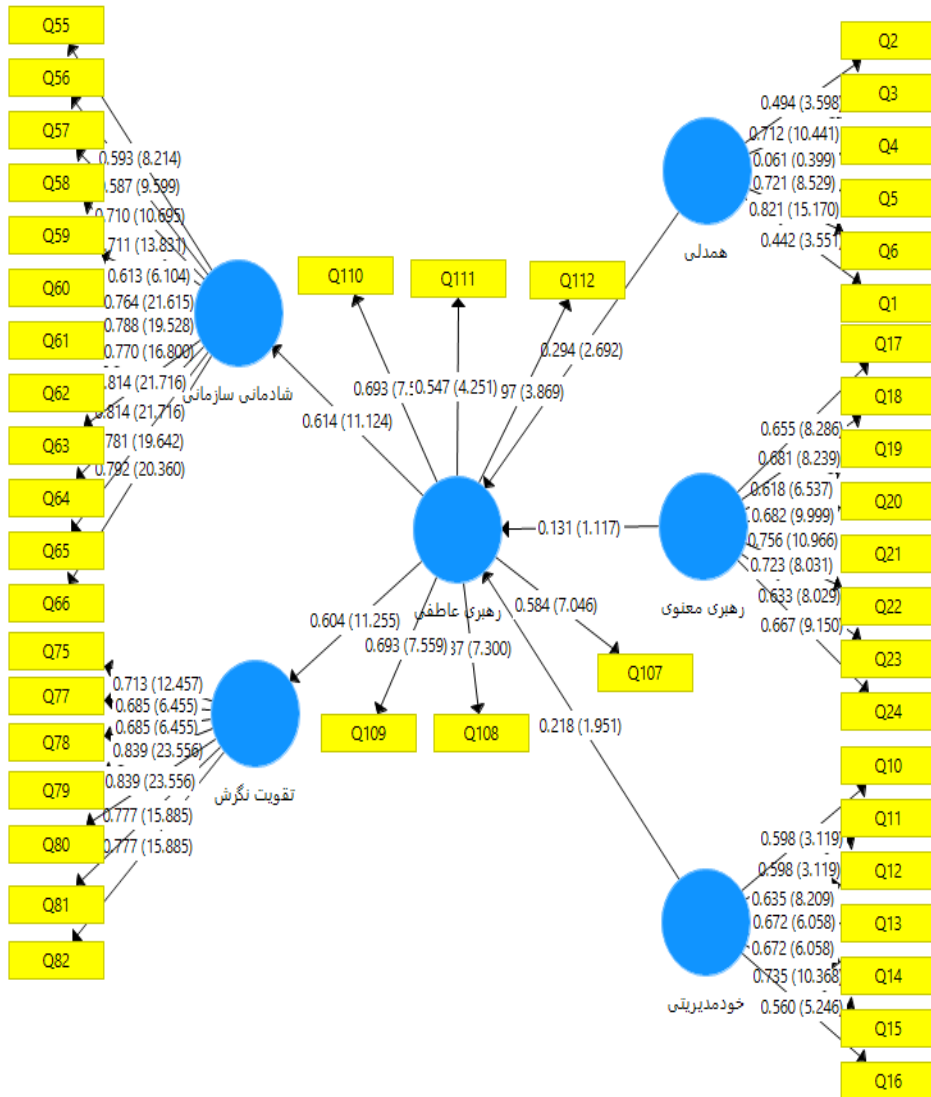 Q55
Q56
Q57
Q58
Q59
Q60
Q61
Q62
Q63
Q64
Q65
Q66
0.593 (8.214)
.587 (9.599)
0.710 (10.695)
.711 (13.831)
0.613 (6.104)
0.764 (21.615)
0.788 (19.528)
0.770 (16.800)
.814 (21.716)
.814 (21.716)
.781 (19.642)
0.792 (20.360)
شادمانی سازمانی
0.614 (11.124)
Q110
Q111
Q112
0.693 (7.5
0.547 (4.251)
97 (3.869)
0.294 (2.692)
همدلی
0.494 (3.598)
0.712 (10.441)
0.061 (0.399)
0.721 (8.529)
0.821 (15.170)
0.442 (3.551)
Q2
Q3
Q4
Q5
Q6
Q1
Q17
Q18
Q19
Q20
Q21
Q22
Q23
Q24
0.655 (8.286)
0.681 (8.239)
0.618 (6.537)
0.682 (9.999)
0.756 (10.966)
0.723 (8.031)
0.633 (8.029)
0.667 (9.150)
رهبری معنوی
0.131 (1.117)
رهبری عاطفی
0.584 (7.046)
0.604 (11.255)
0.693 (7.559)
37 (7.300)
Q107
Q109
Q108
0.218 (1.951)
Q75
Q77
Q78
Q79
Q80
Q81
Q82
0.713 (12.457)
0.685 (6.455)
0.685 (6.455)
0.839 (23.556)
0.839 (23.556)
0.777 (15.885)
0.777 (15.885)
تقویت نگرش
Q10
Q11
Q12
Q13
Q14
Q15
Q16
0.598 (3.119)
0.598 (3.119)
0.635 (8.209)
0.672 (6.058)
0.672 (6.058)
0.735 (10.368)
0.560 (5.246)
خودمدیریتی